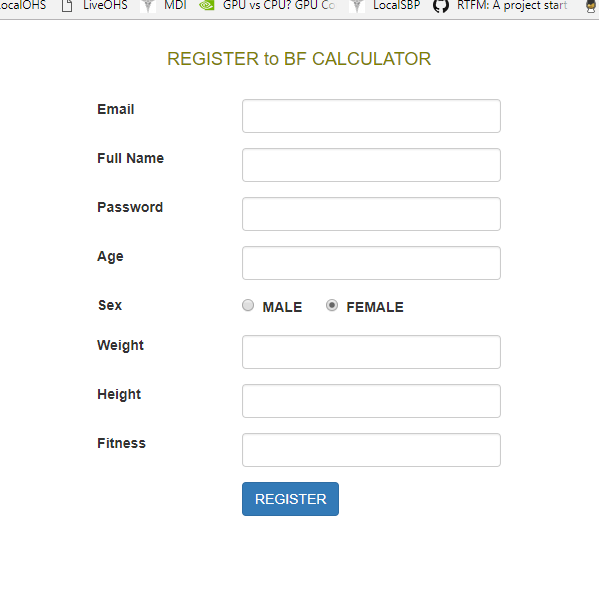 ocalOHS LiveOHS MDI GPU vs CPU? GPU Co LocalSBP RTFM: A project start
REGISTER to BF CALCULATOR
Email
Full Name
Password
Age
Sex MALE FEMALE
Weight
Height
Fitness
REGISTER